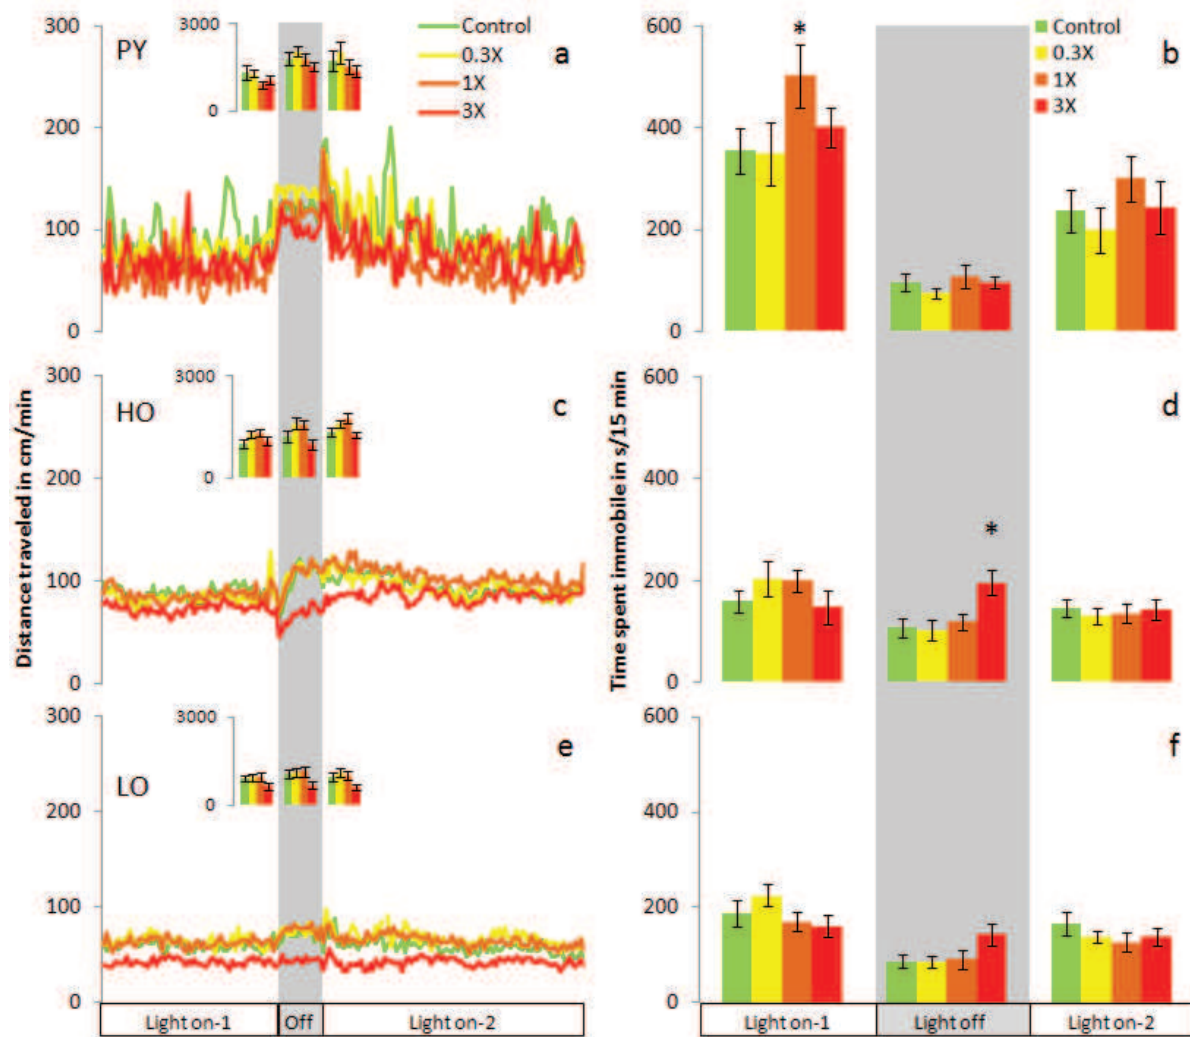 300
PY
3000
0
Control
0.3X
1X
3X
a
200
100
0
600
*
Control
0.3X
1X
3X
b
400
200
0
Distance traveled in cm/min
300
HO
3000
0
c
200
100
0
Time spent immobile in s/15 min
600
d
400
*
200
0
300
LO
3000
0
e
200
100
0
600
f
400
200
0
Light on-1 Off Light on-2
Light on-1 Light off Light on-2